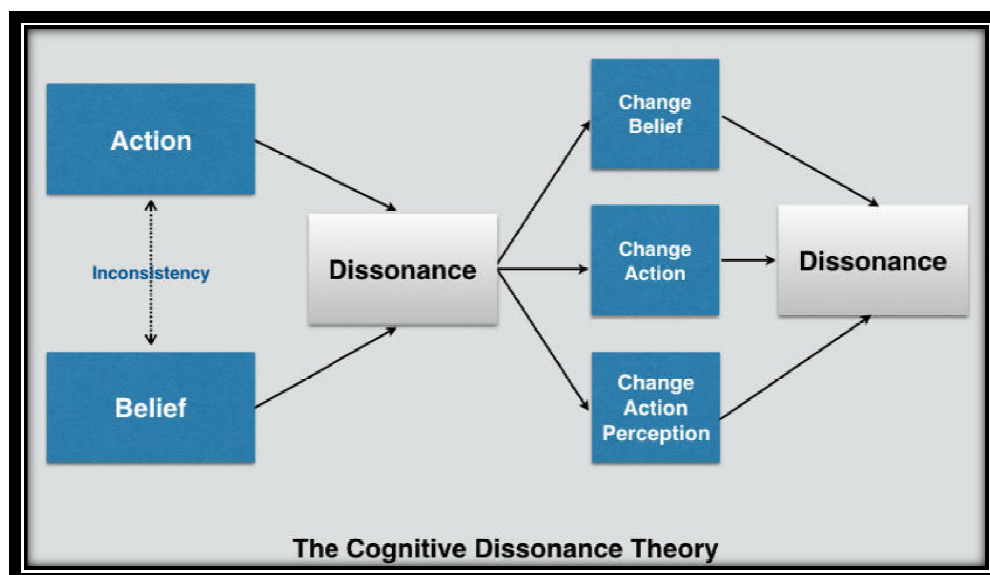 Action
Inconsistency
Belief
Dissonance
Change
Belief
Change
Action
Change
Action
Perception
Dissonance
The Cognitive Dissonance Theory